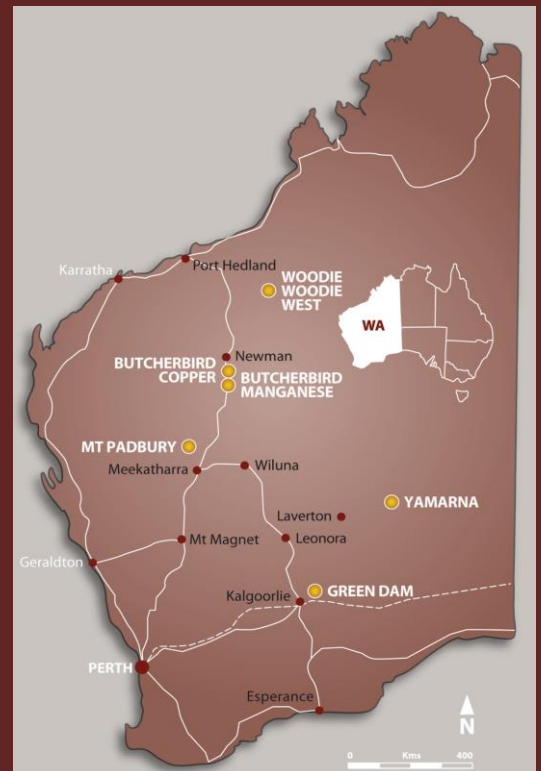 Karratha
Port Hedland
WOODIE
WOODIE
WEST
WA
Newman
BUTCHERBIRD
COPPER
BUTCHERBIRD
MANGANESE
MT PADBURY
Meekatharra
Wiluna
YAMARNA
Laverton
Mt Magnet
Leonora
Geraldton
GREEN DAM
Kalgoorlie
PERTH
Esperance
N
0 Kms 400